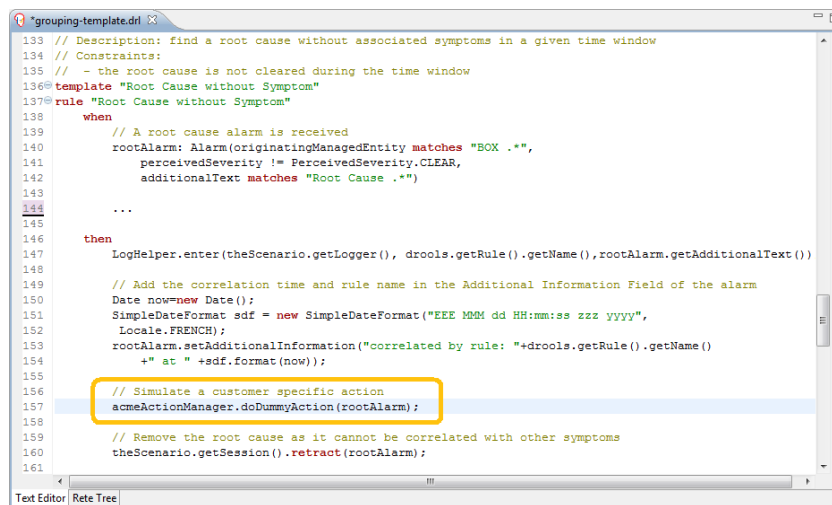 *grouping-template.drl
133 // Description: find a root cause without associated symptoms in a given time window
134 // Constraints:
135 // - the root cause is not cleared during the time window
136 template "Root Cause without Symptom"
137 rule "Root Cause without Symptom"
138 when
139 // A root cause alarm is received
140 rootAlarm: Alarm(originatingManagedEntity matches "BOX .*",
141 perceivedSeverity != PerceivedSeverity.CLEAR,
142 additionalText matches "Root Cause .*")
143
144 ...
145
146 then
147 LogHelper.enter(theScenario.getLogger(), drools.getRule().getName(),rootAlarm.getAdditionalText())
148
149 // Add the correlation time and rule name in the Additional Information Field of the alarm
150 Date now=new Date();
151 SimpleDateFormat sdf = new SimpleDateFormat("EEE MMM dd HH:mm:ss zzz yyyy",
152 Locale.FRENCH);
153 rootAlarm.setAdditionalInformation("correlated by rule: "+drools.getRule().getName()
154 +" at " +sdf.format(now));
155
156 // Simulate a customer specific action
157 acmeActionManager.doDummyAction(rootAlarm);
158
159 // Remove the root cause as it cannot be correlated with other symptoms
160 theScenario.getSession().retract(rootAlarm);
161
Text Editor Rete Tree